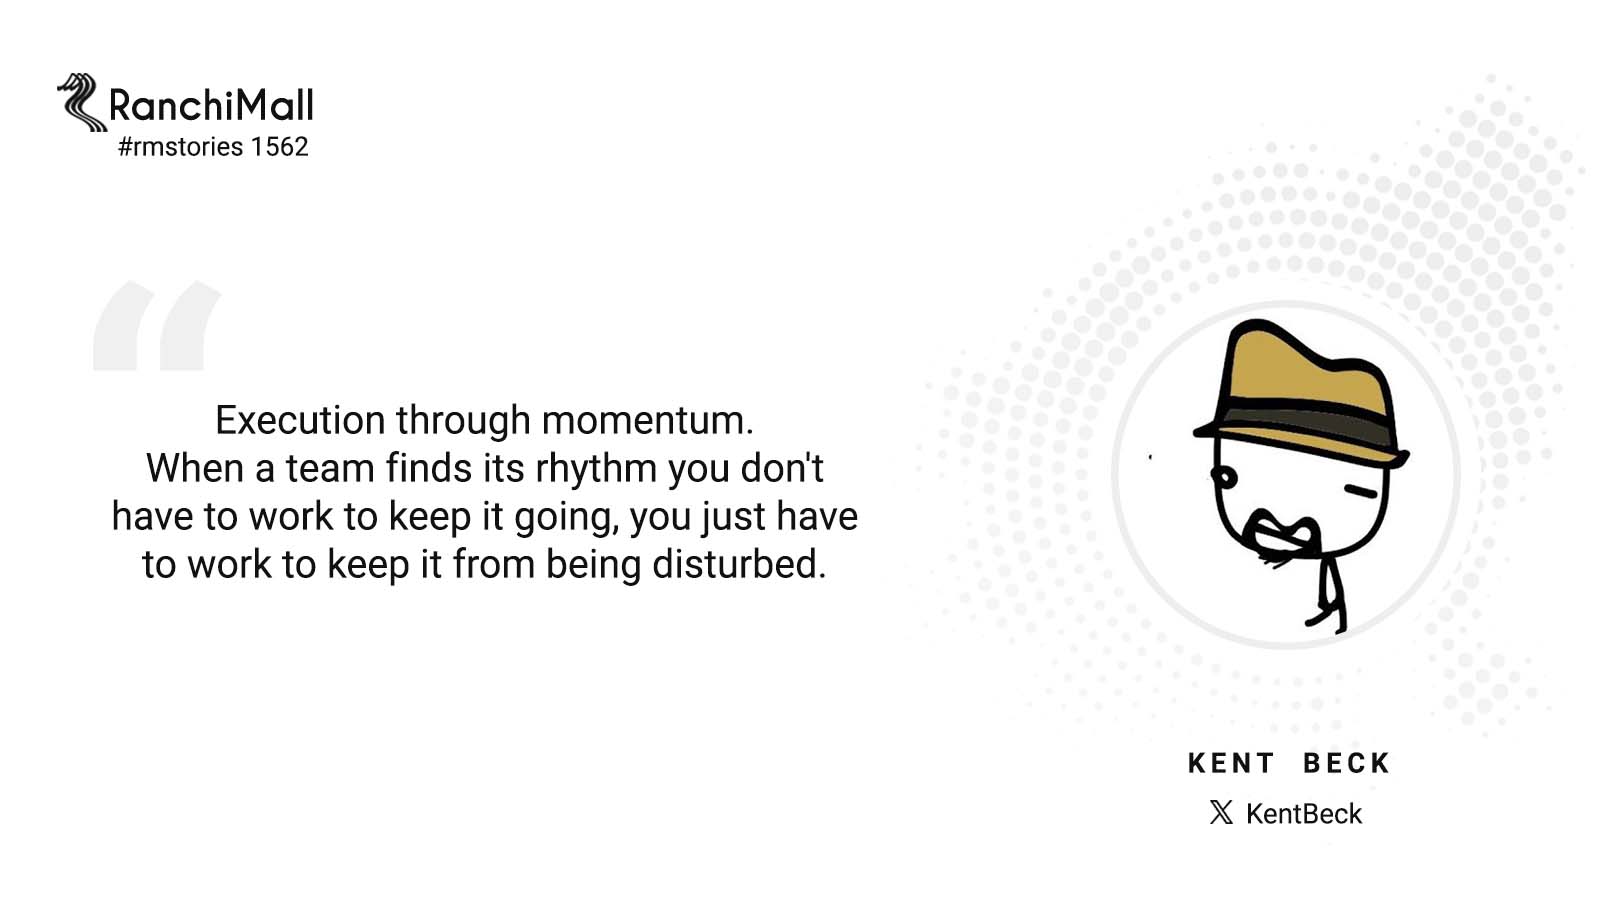 RanchiMall
#rmstories 1562
Execution through momentum.
When a team finds its rhythm you don't
have to work to keep it going, you just have
to work to keep it from being disturbed.
KENT BECK
X KentBeck